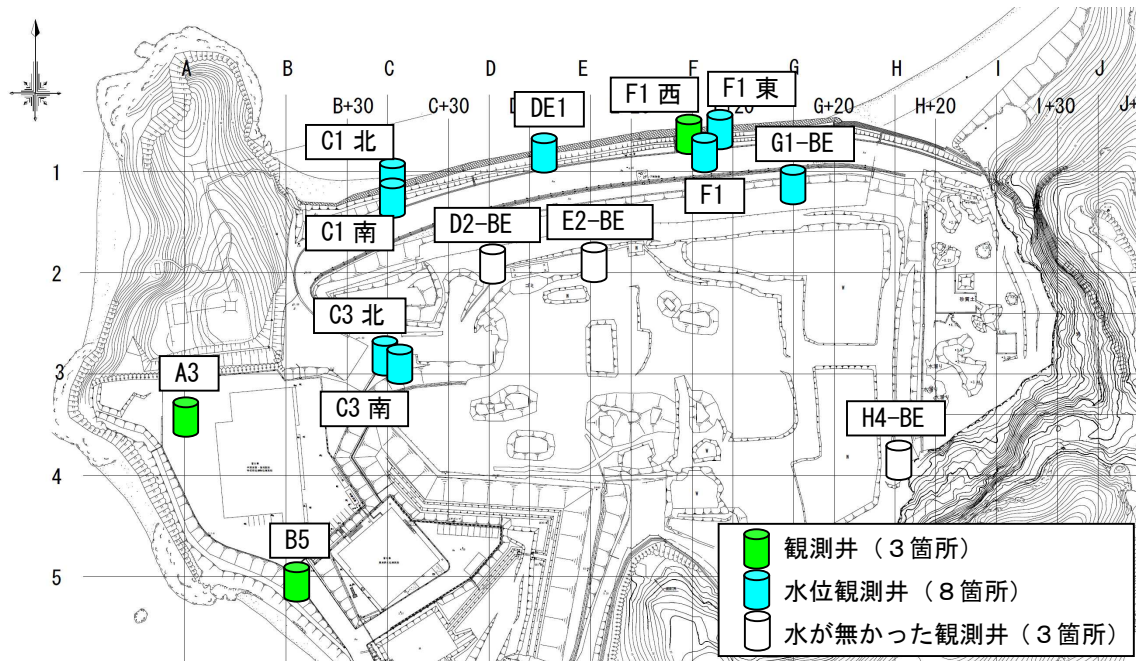 A
B
C
D
E
F
G
H
I
J
B+30
C+30
G+20
H+20
I+30
1
2
3
4
5
F1 西
F1 東
DE1
C1 北
G1-BE
F1
C1 南
D2-BE
E2-BE
C3 北
A3
C3 南
H4-BE
B5
観測井（３箇所）
水位観測井（８箇所）
水が無かった観測井（３箇所）